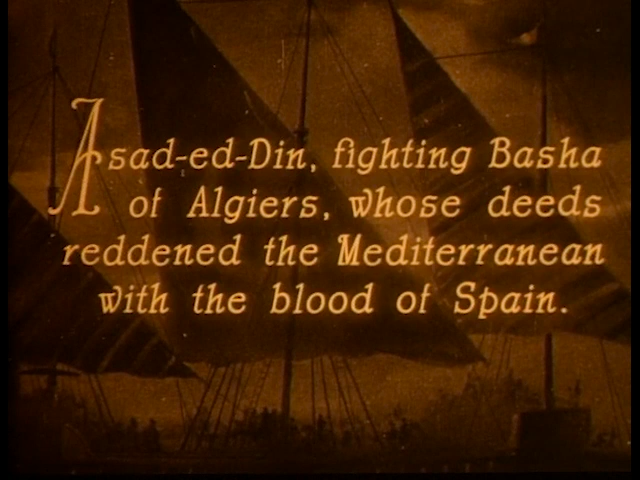 Asad-ed-Din, fighting Basha
of Algiers, whose deeds
reddened the Mediterranean
with the blood of Spain.